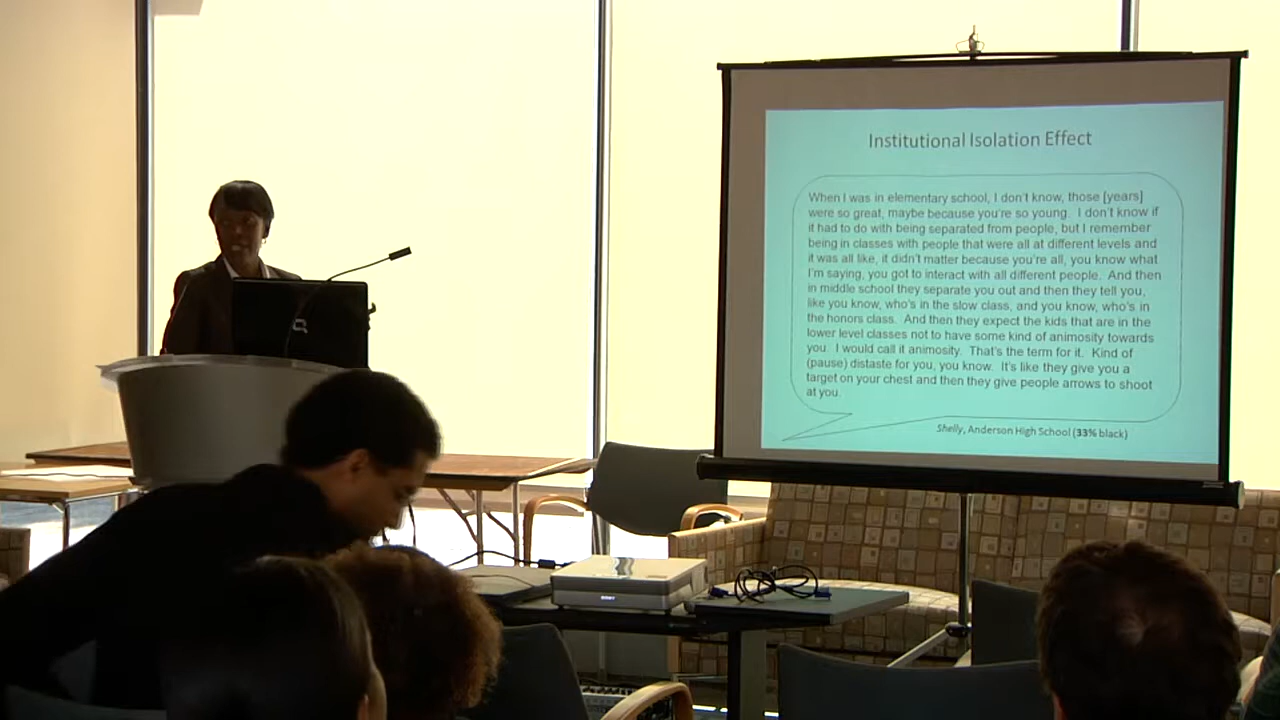 Institutional Isolation Effect
When I was in elementary school, I don't know, those [years]
were so great, maybe because you're so young. I don't know if
it had to do with being separated from people, but I remember
being in classes with people that were all at different levels and
it was all like, it didn't matter because you're all, you know what
I'm saying, you got to interact with all different people. And then
in middle school they separate you out and then they tell you,
like you know, who's in the slow class, and you know, who's in
the honors class. And then they expect the kids that are in the
lower level classes not to have some kind of animosity towards
you. I would call it animosity. That's the term for it. Kind of
(pause) distaste for you, you know. It's like they give you a
target on your chest and then they give people arrows to shoot
at you.
Shelly, Anderson High School (33% black)